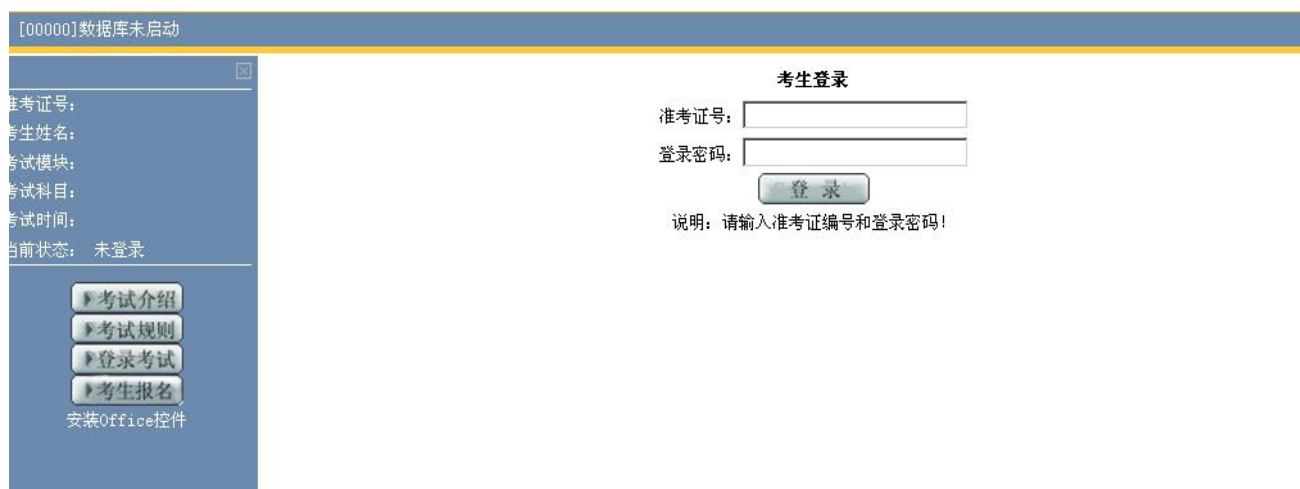 [00000]数据库未启动
准考证号：
考生姓名：
考试模块：
考试科目：
考试时间：
当前状态： 未登录
▶考试介绍
▶考试规则
▶登录考试
▶考生报名
安装Office控件
考生登录
准考证号：
登录密码：
登 录
说明：请输入准考证编号和登录密码！